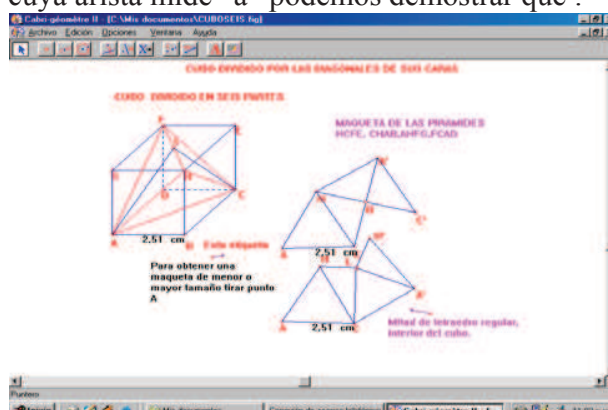 cuya arista mide "a" podemos demostrar que :
Cabri-géomètre II - [C:\Mis documentos\CUBOSEIS.fig]
Archivo Edición Opciones Ventana Ayuda
CUBO DIVIDIDO POR LAS DIAGONALES DE SUS CARAS
CUBO DIVIDIDO EN SEIS PARTES
MAQUETA DE LAS PIRAMIDES
HCFE, CHAB,AHFG,FCAD
2,51 cm
Esta etiqueta
Para obtener una
maqueta de menor o
mayor tamaño tirar punto
A
2,51 cm
2,51 cm
Mitad de tetraedro regular,
interior del cubo.
Puntero